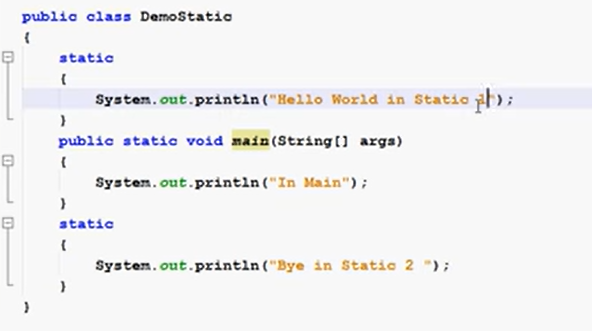 public class DemoStatic
{
static
{
System.out.println("Hello World in Static 1");
}
public static void main(String[] args)
{
System.out.println("In Main");
}
static
{
System.out.println("Bye in Static 2 ");
}
}